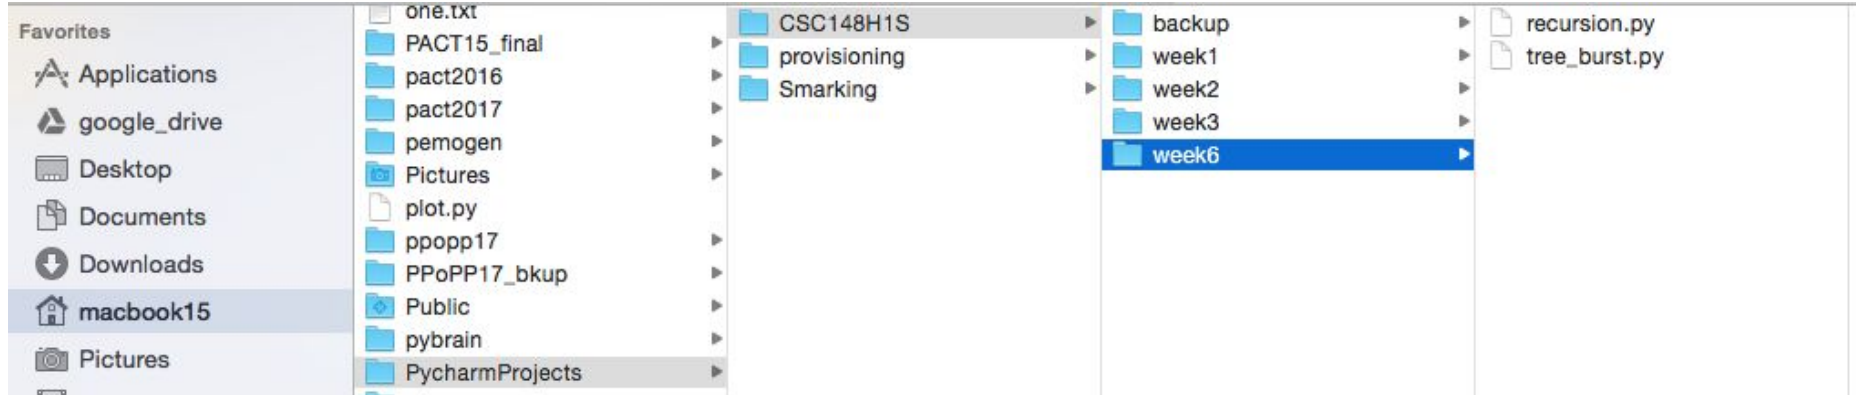 Favorites
Applications
google_drive
Desktop
Documents
Downloads
macbook15
Pictures
one.txt
PACT15_final
pact2016
pact2017
pemogen
Pictures
plot.py
ppopp17
PPoPP17_bkup
Public
pybrain
PycharmProjects
CSC148H1S
provisioning
Smarking
backup
week1
week2
week3
week6
recursion.py
tree_burst.py